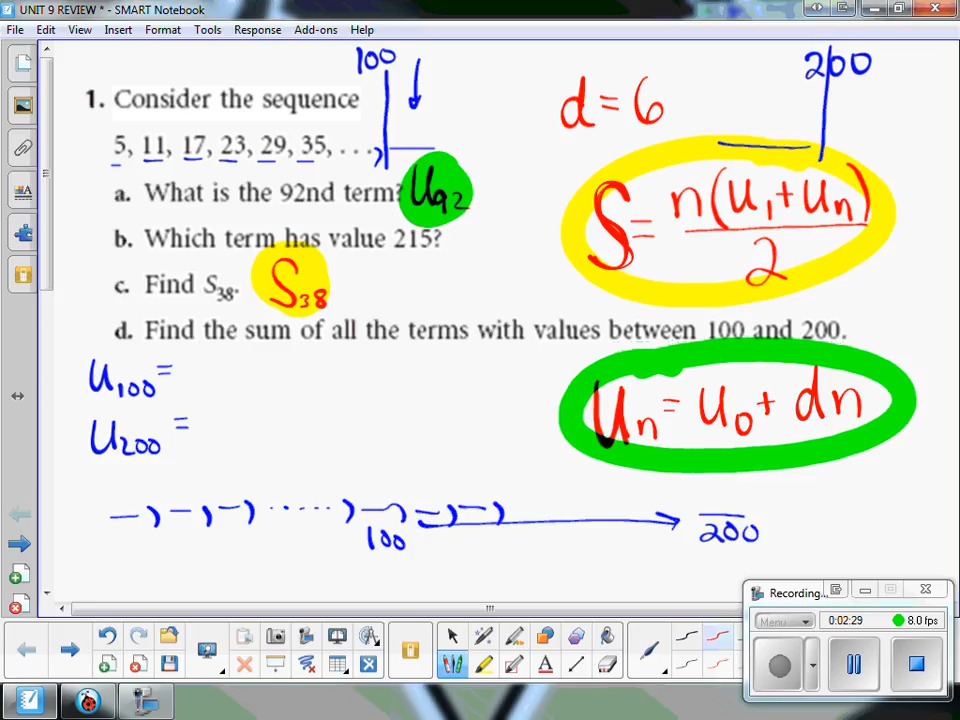 UNIT 9 REVIEW * - SMART Notebook
File Edit View Insert Format Tools Response Add-ons Help
100
200
1. Consider the sequence
d = 6
5, 11, 17, 23, 29, 35, . . .,
a. What is the 92nd term? U92
S = n(u1+un) / 2
b. Which term has value 215?
c. Find S38. S38
d. Find the sum of all the terms with values between 100 and 200.
U100 =
Un = U0 + dn
U200 =
100
200
Recording...
Menu
0:02:29
8.0 fps